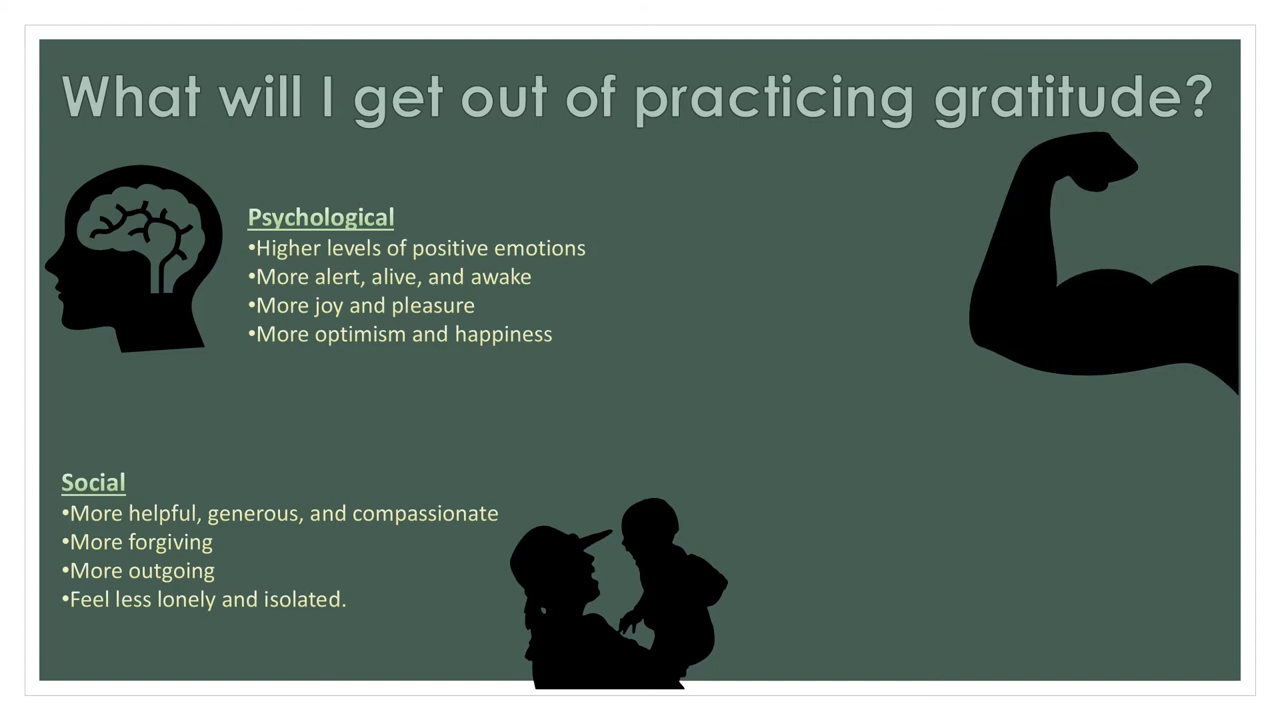 What will I get out of practicing gratitude?
Psychological
•Higher levels of positive emotions
•More alert, alive, and awake
•More joy and pleasure
•More optimism and happiness
Social
•More helpful, generous, and compassionate
•More forgiving
•More outgoing
•Feel less lonely and isolated.